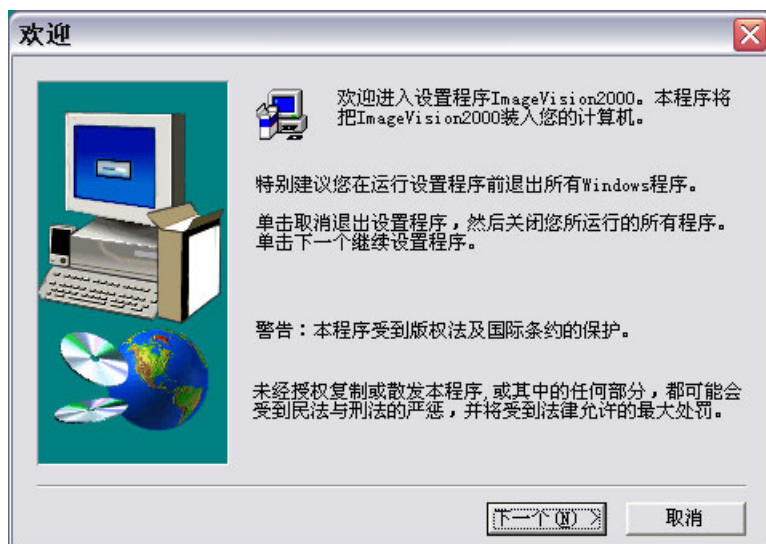 欢迎
欢迎进入设置程序ImageVision2000。本程序将
把ImageVision2000装入您的计算机。
特别建议您在运行设置程序前退出所有Windows程序。
单击取消退出设置程序，然后关闭您所运行的所有程序。
单击下一个继续设置程序。
警告：本程序受到版权法及国际条约的保护。
未经授权复制或散发本程序,或其中的任何部分，都可能会
受到民法与刑法的严惩，并将受到法律允许的最大处罚。
下一个(N) >
取消